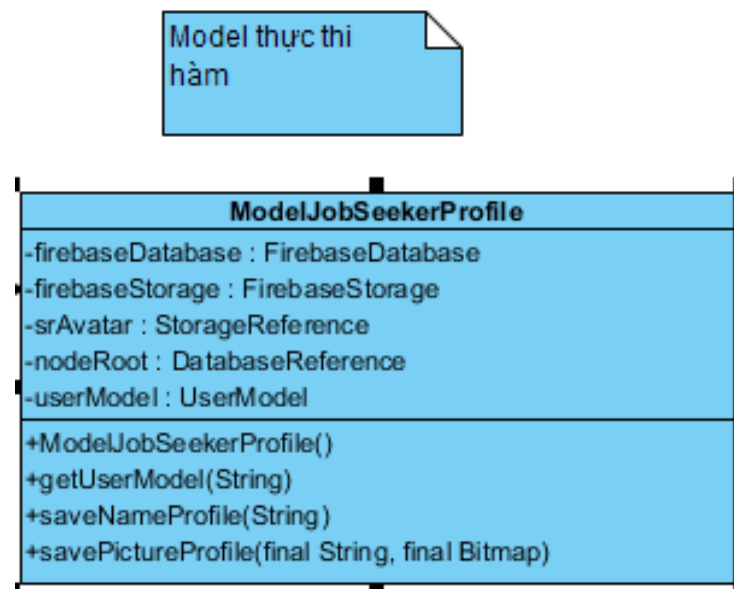 Model thực thi
hàm
ModelJobSeekerProfile
-firebaseDatabase : FirebaseDatabase
-firebaseStorage : FirebaseStorage
-srAvatar : StorageReference
-nodeRoot : DatabaseReference
-userModel : UserModel
+ModelJobSeekerProfile()
+getUserModel(String)
+saveNameProfile(String)
+savePictureProfile(final String, final Bitmap)